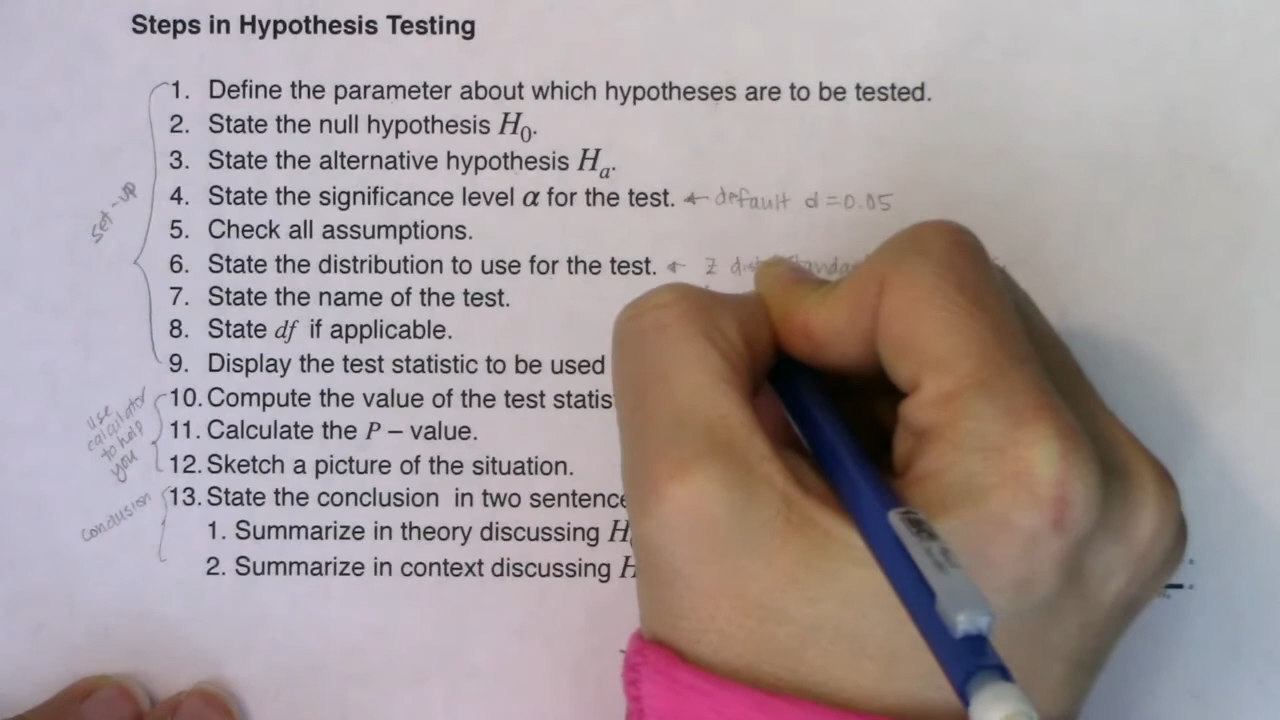 Steps in Hypothesis Testing
1. Define the parameter about which hypotheses are to be tested.
2. State the null hypothesis H₀.
3. State the alternative hypothesis Hₐ.
4. State the significance level α for the test. ← default α = 0.05
5. Check all assumptions.
6. State the distribution to use for the test. ← Z
7. State the name of the test.
8. State df if applicable.
9. Display the test statistic to be used
10. Compute the value of the test statis
11. Calculate the P – value.
12. Sketch a picture of the situation.
13. State the conclusion in two sentence
1. Summarize in theory discussing H
2. Summarize in context discussing H
set-up
use
calculator
to help
you
conclusion